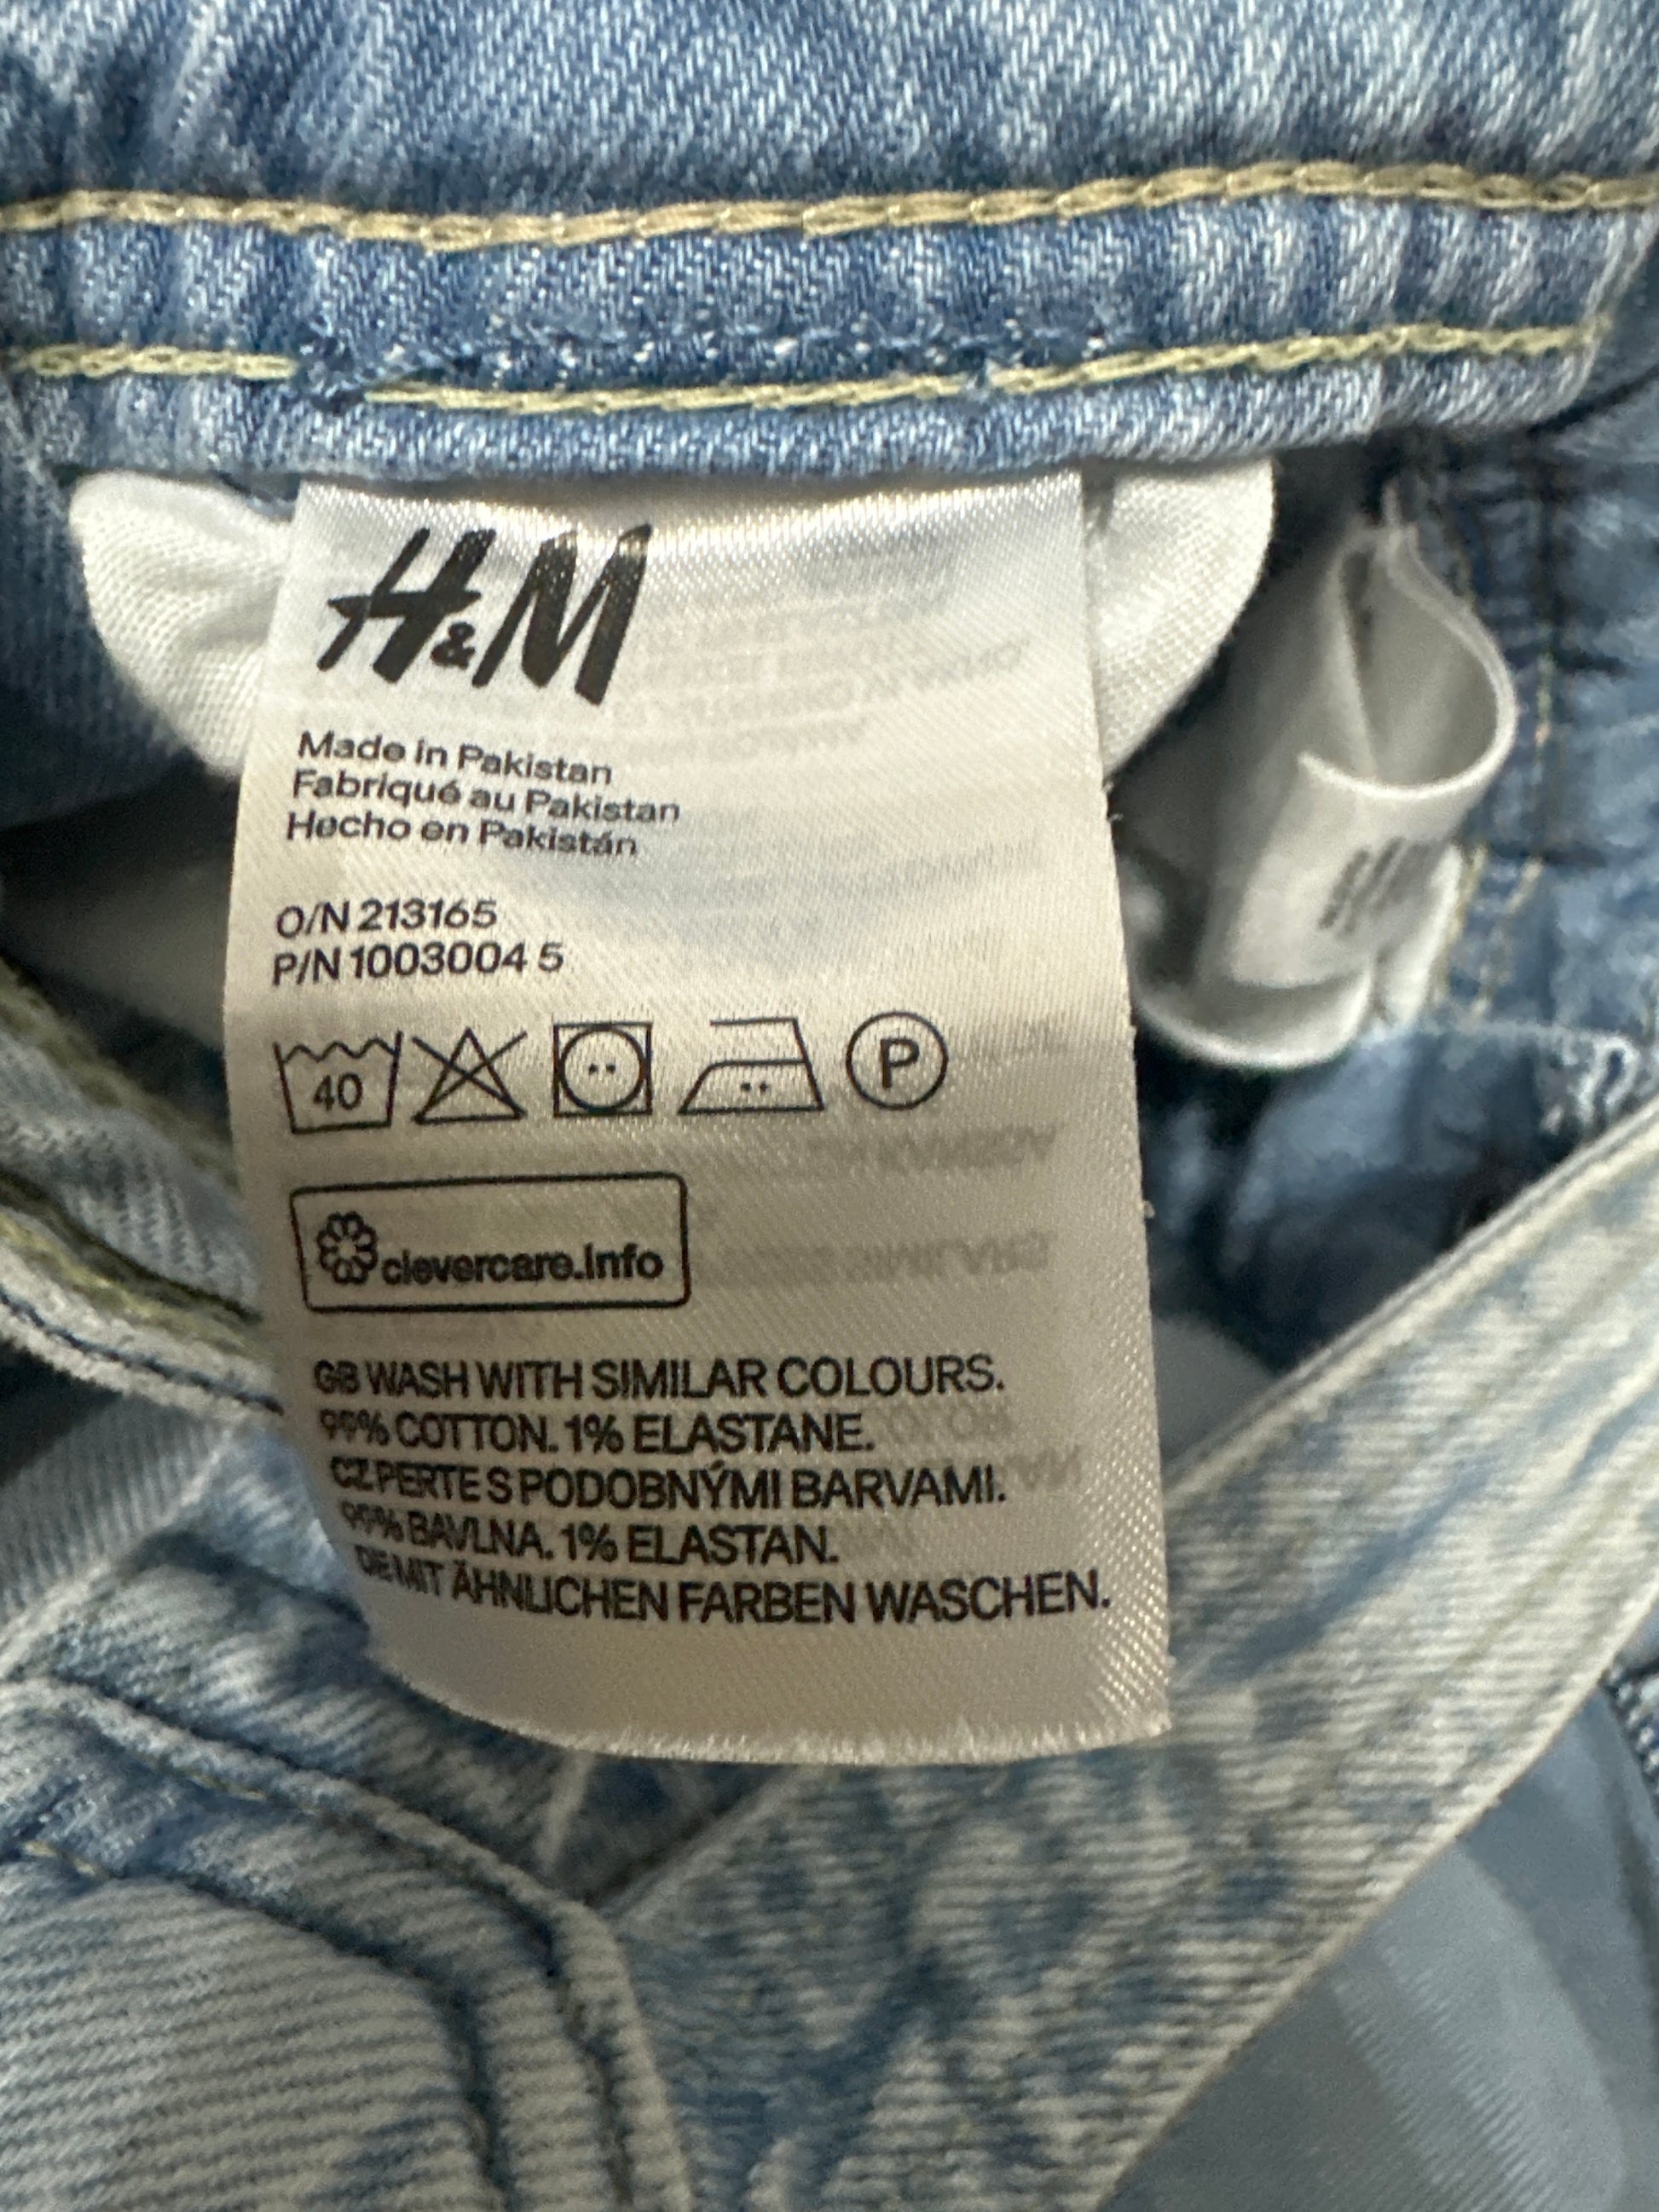 H&M
Made in Pakistan
Fabriqué au Pakistan
Hecho en Pakistán
O/N 213165
P/N 1003004 5
40
P
clevercare.info
GB WASH WITH SIMILAR COLOURS.
99% COTTON. 1% ELASTANE.
CZ PERTE S PODOBNÝMI BARVAMI.
99% BAVLNA. 1% ELASTAN.
DE MIT ÄHNLICHEN FARBEN WASCHEN.